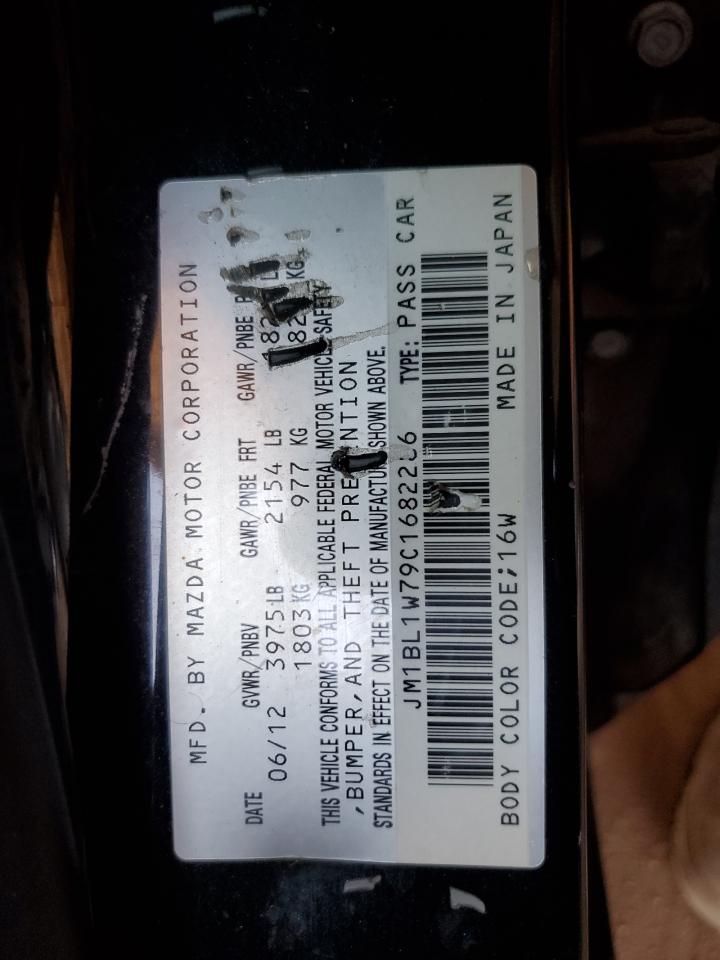 MFD. BY MAZDA MOTOR CORPORATION
DATE GVWR/PNBV GAWR/PNBE FRT GAWR/PNBE
06/12 3975 LB 2154 LB
1803 KG 977 KG KG
THIS VEHICLE CONFORMS TO ALL APPLICABLE FEDERAL MOTOR VEHICLE SAFETY
,BUMPER,AND THEFT PREVENTION
STANDARDS IN EFFECT ON THE DATE OF MANUFACTURE SHOWN ABOVE.
TYPE: PASS CAR
BODY COLOR CODE;16W MADE IN JAPAN